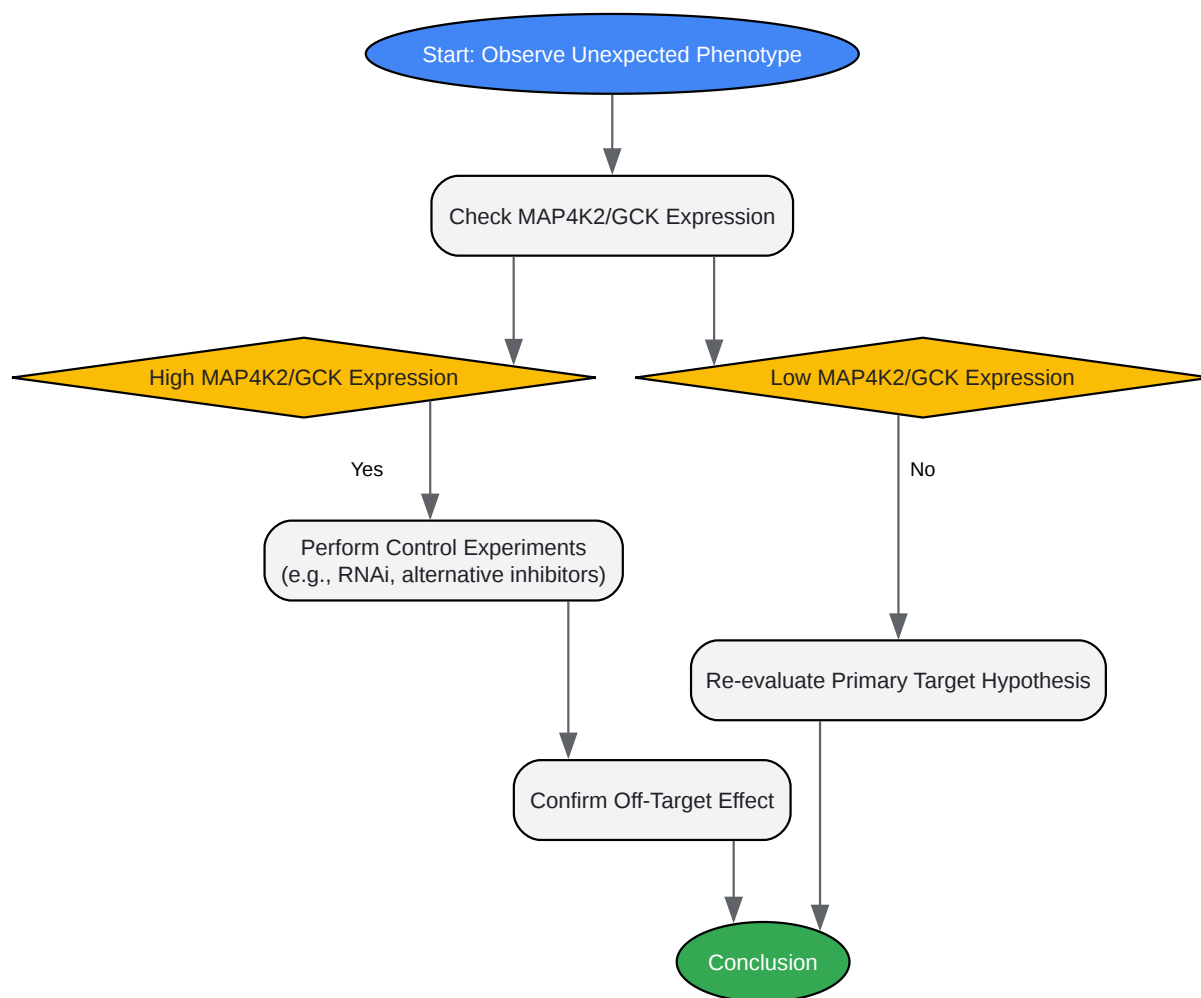 Start: Observe Unexpected Phenotype
Check MAP4K2/GCK Expression
High MAP4K2/GCK Expression
Low MAP4K2/GCK Expression
Yes
No
Perform Control Experiments
(e.g., RNAi, alternative inhibitors)
Re-evaluate Primary Target Hypothesis
Confirm Off-Target Effect
Conclusion